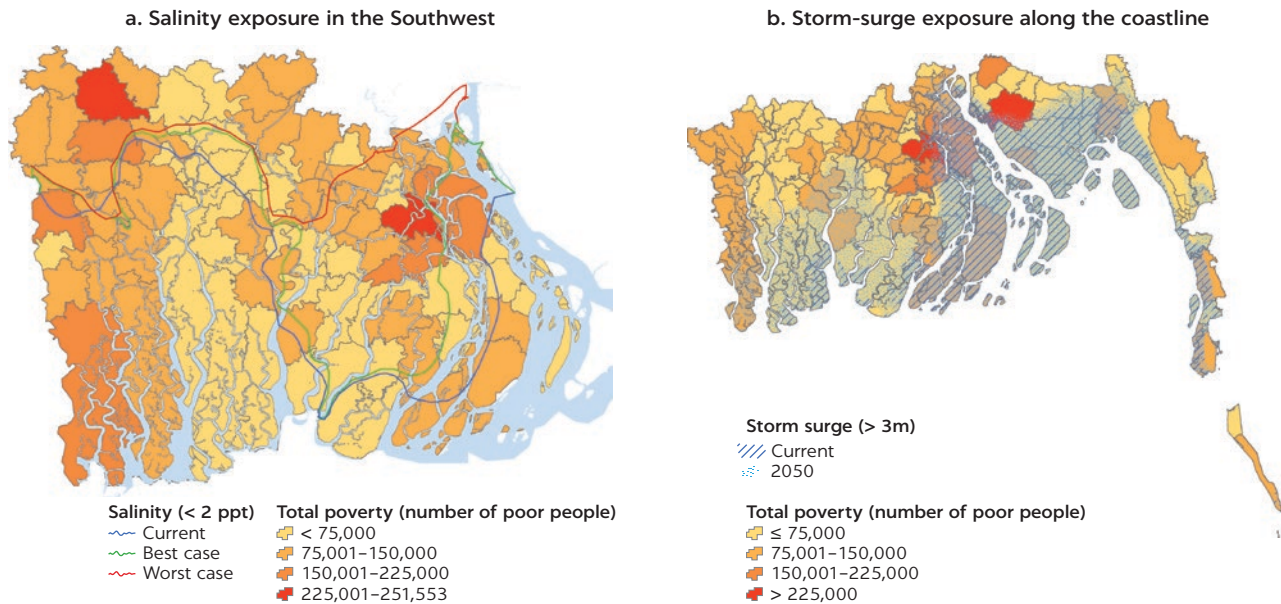 a. Salinity exposure in the Southwest
Salinity (< 2 ppt)
Current
Best case
Worst case
Total poverty (number of poor people)
< 75,000
75,001–150,000
150,001–225,000
225,001–251,553
b. Storm-surge exposure along the coastline
Storm surge (> 3m)
Current
2050
Total poverty (number of poor people)
≤ 75,000
75,001–150,000
150,001–225,000
> 225,000